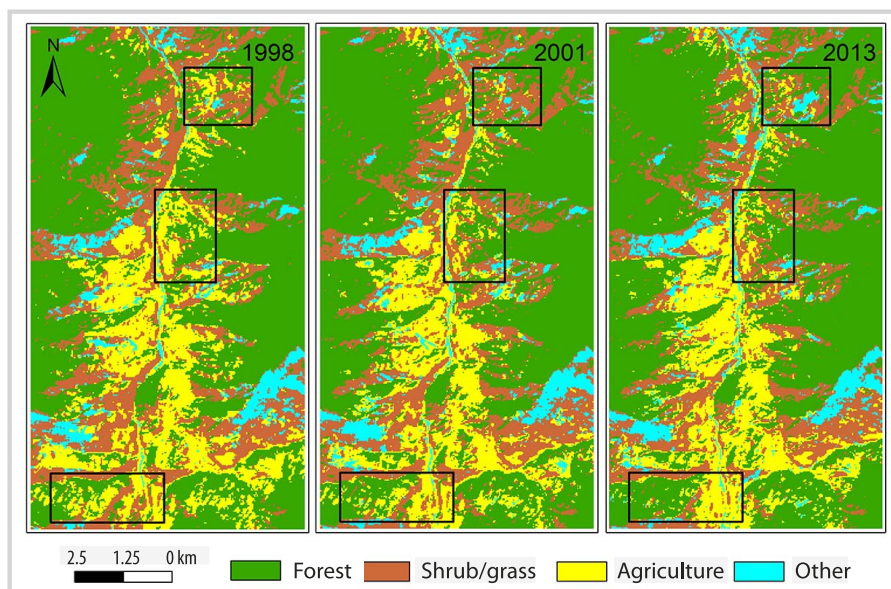 N
1998
2001
2013
2.5 1.25 0 km
Forest
Shrub/grass
Agriculture
Other